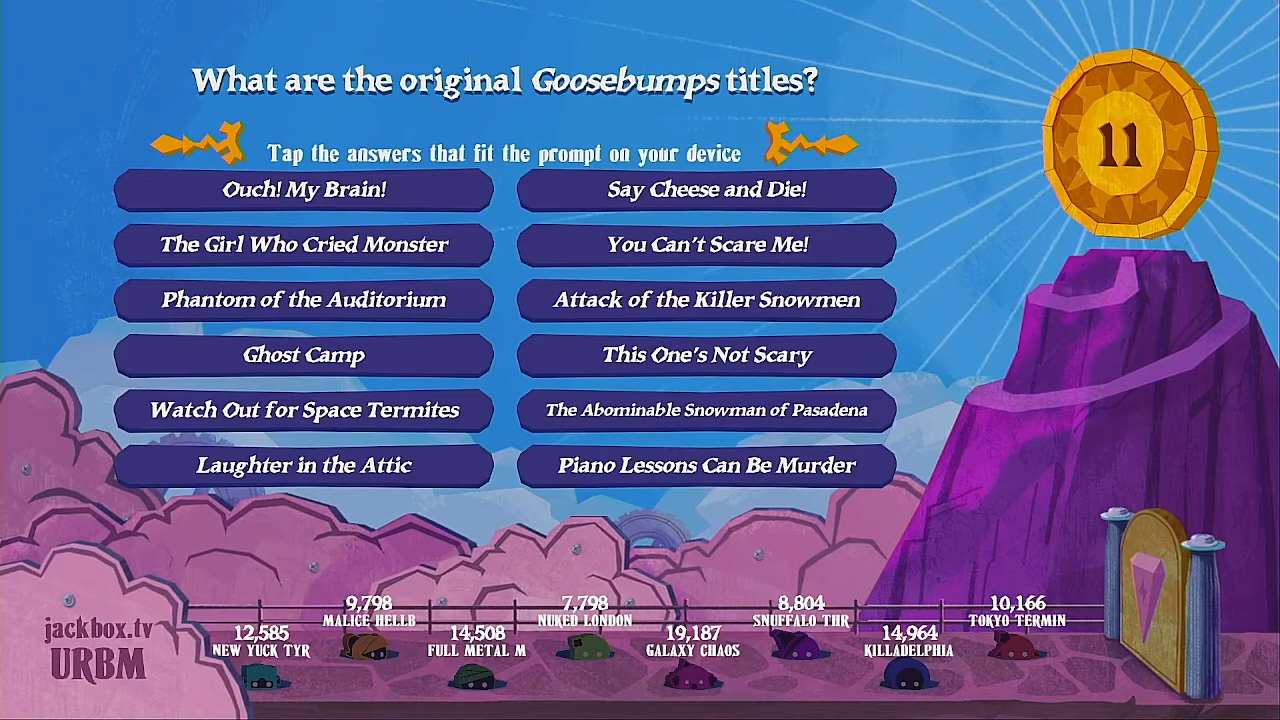 What are the original Goosebumps titles?
11
Tap the answers that fit the prompt on your device
Ouch! My Brain!
Say Cheese and Die!
The Girl Who Cried Monster
You Can't Scare Me!
Phantom of the Auditorium
Attack of the Killer Snowmen
Ghost Camp
This One's Not Scary
Watch Out for Space Termites
The Abominable Snowman of Pasadena
Laughter in the Attic
Piano Lessons Can Be Murder
jackbox.tv
URBM
12,585
NEW YUCK TYR
9,798
MALICE HELLB
14,508
FULL METAL M
7,798
NUKED LONDON
19,187
GALAXY CHAOS
8,804
SNUFFALO THR
14,964
KILLADELPHIA
10,166
TOKYO TERMIN